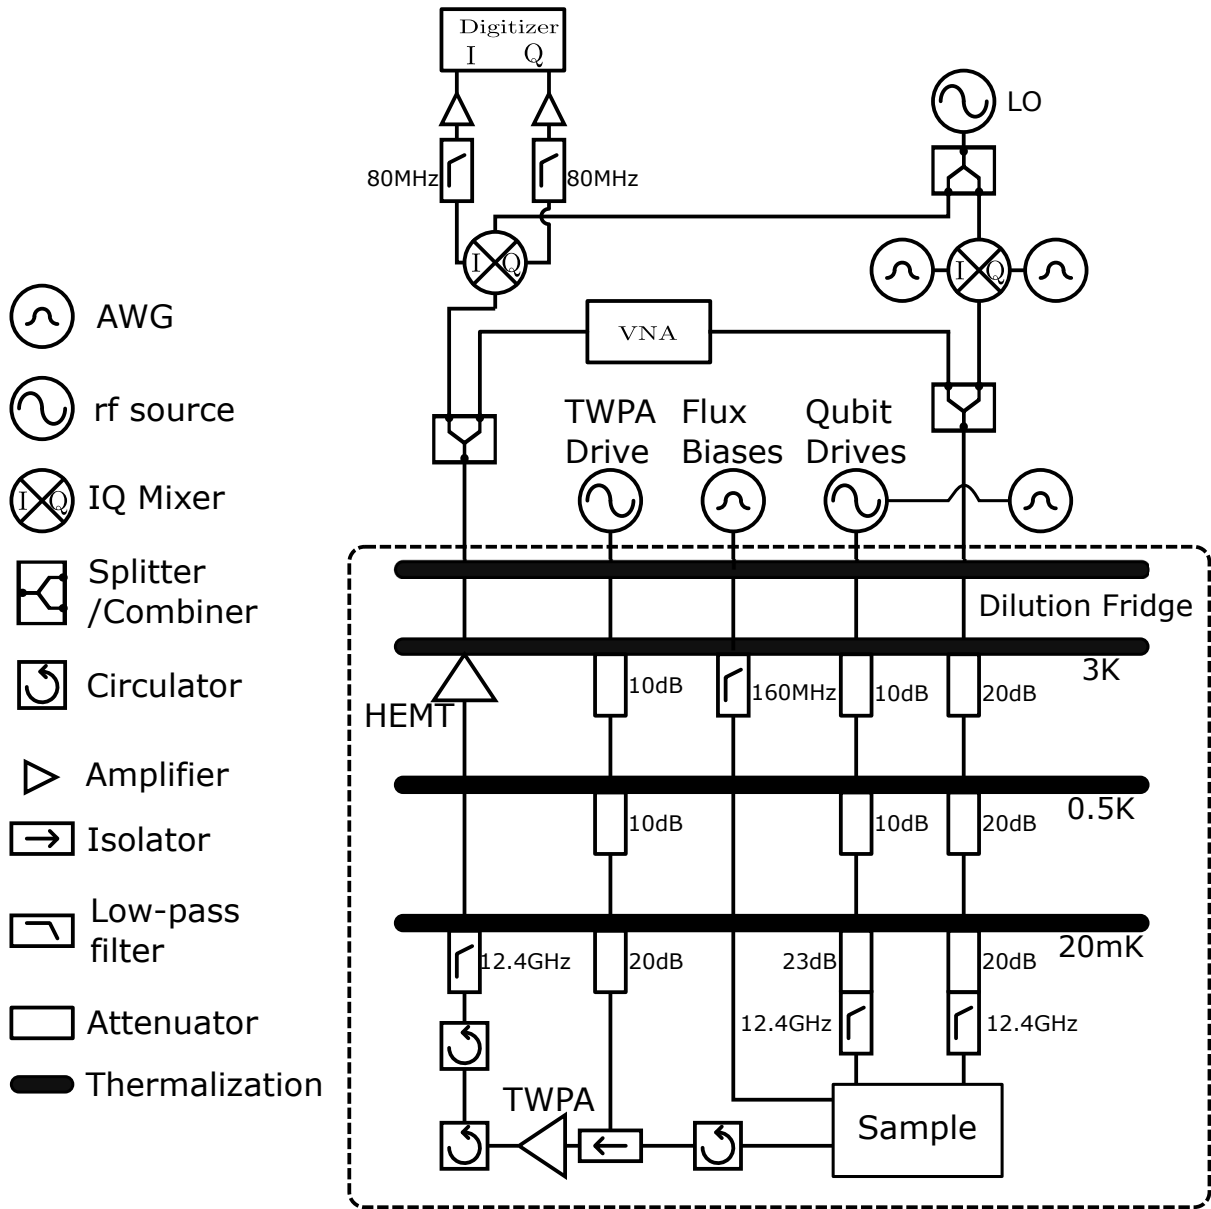 Digitizer
I Q
LO
80MHz
80MHz
I Q
I Q
VNA
AWG
rf source
I Q
IQ Mixer
Splitter
/Combiner
Circulator
Amplifier
Isolator
Low-pass
filter
Attenuator
Thermalization
TWPA
Drive
Flux
Biases
Qubit
Drives
Dilution Fridge
3K
HEMT
10dB
160MHz
10dB
20dB
0.5K
10dB
10dB
20dB
20mK
12.4GHz
20dB
23dB
20dB
12.4GHz
12.4GHz
TWPA
Sample